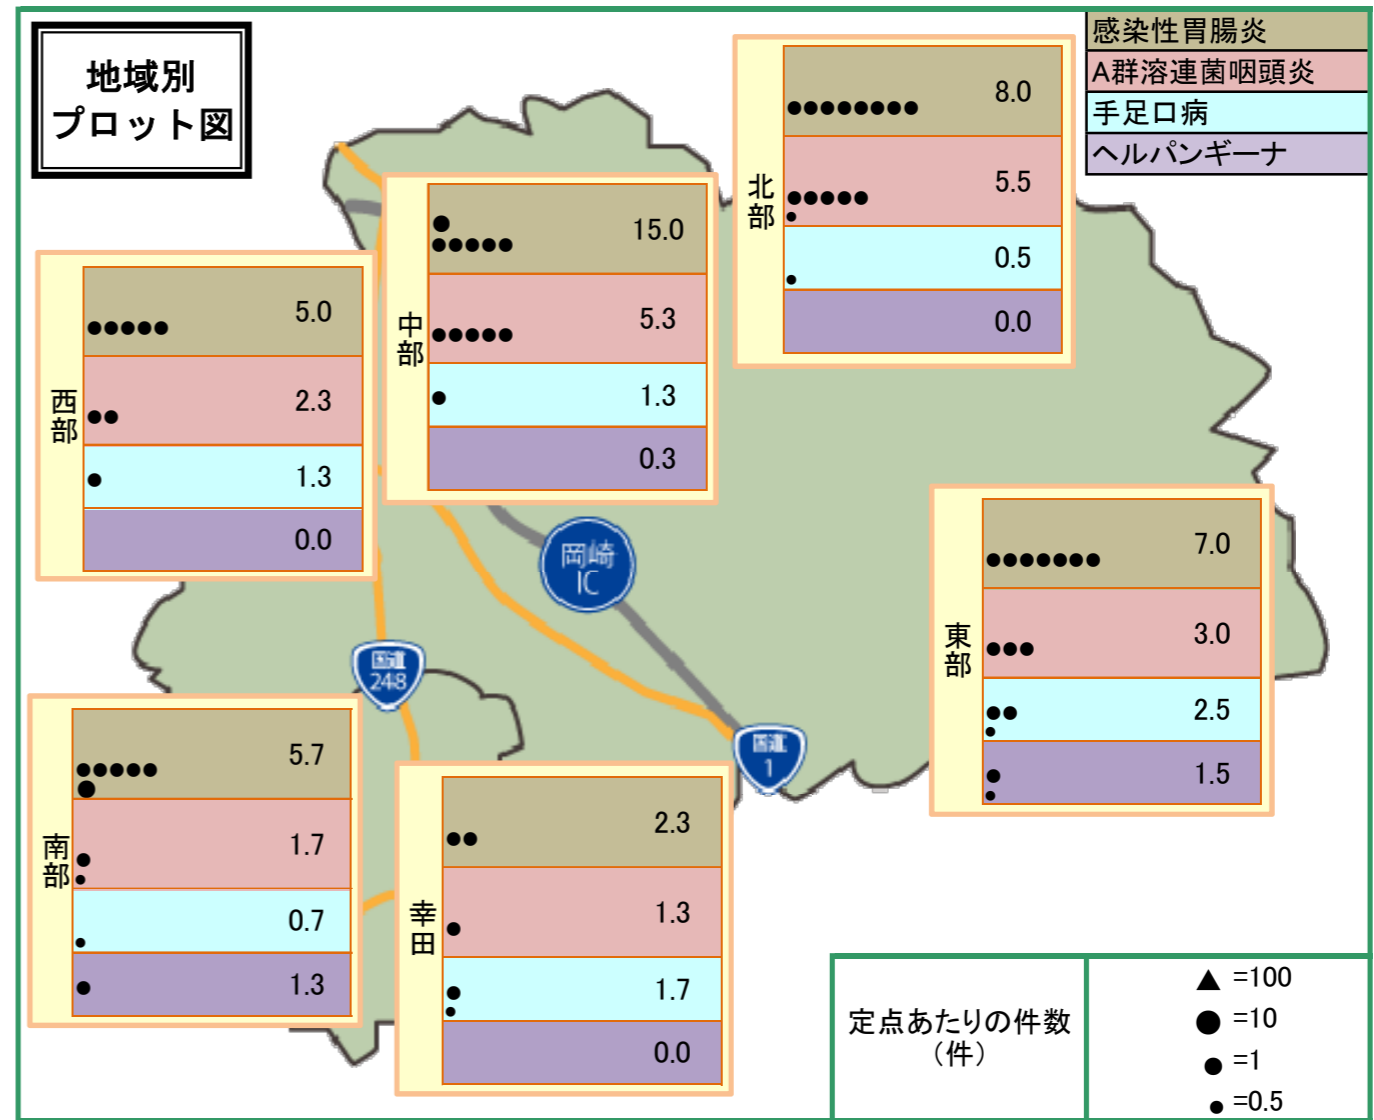 地域別
プロット図
感染性胃腸炎
A群溶連菌咽頭炎
手足口病
ヘルパンギーナ
北部
8.0
5.5
0.5
0.0
中部
15.0
5.3
1.3
0.3
西部
5.0
2.3
1.3
0.0
岡崎
IC
東部
7.0
3.0
2.5
1.5
国道
248
国道
1
南部
5.7
1.7
0.7
1.3
幸田
2.3
1.3
1.7
0.0
定点あたりの件数
（件）
▲ =100
● =10
● =1
● =0.5